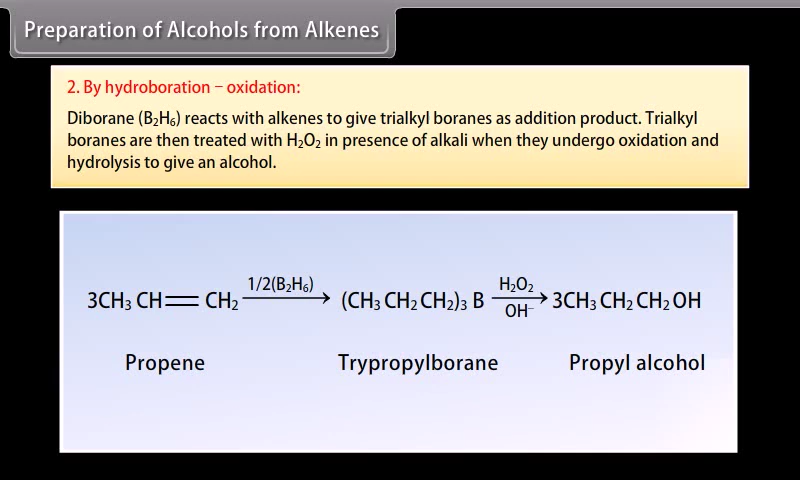 Preparation of Alcohols from Alkenes
2. By hydroboration – oxidation:
Diborane (B₂H₆) reacts with alkenes to give trialkyl boranes as addition product. Trialkyl
boranes are then treated with H₂O₂ in presence of alkali when they undergo oxidation and
hydrolysis to give an alcohol.
3CH₃ CH═CH₂ 1/2(B₂H₆) → (CH₃ CH₂ CH₂)₃ B H₂O₂ → OH⁻ 3CH₃ CH₂ CH₂ OH
Propene Trypropylborane Propyl alcohol